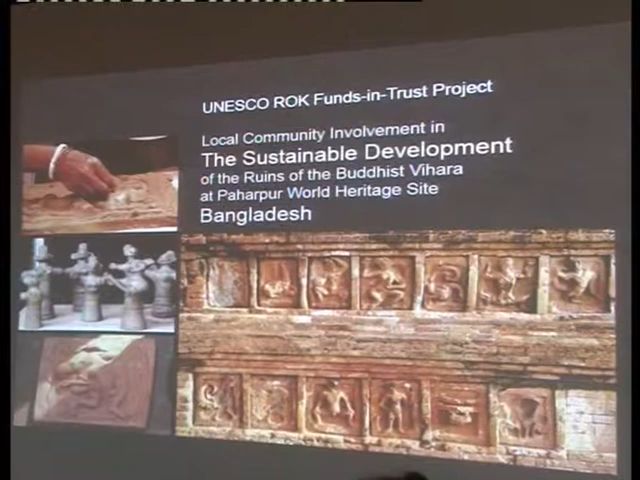 UNESCO ROK Funds-in-Trust Project
Local Community Involvement in
The Sustainable Development
of the Ruins of the Buddhist Vihara
at Paharpur World Heritage Site
Bangladesh